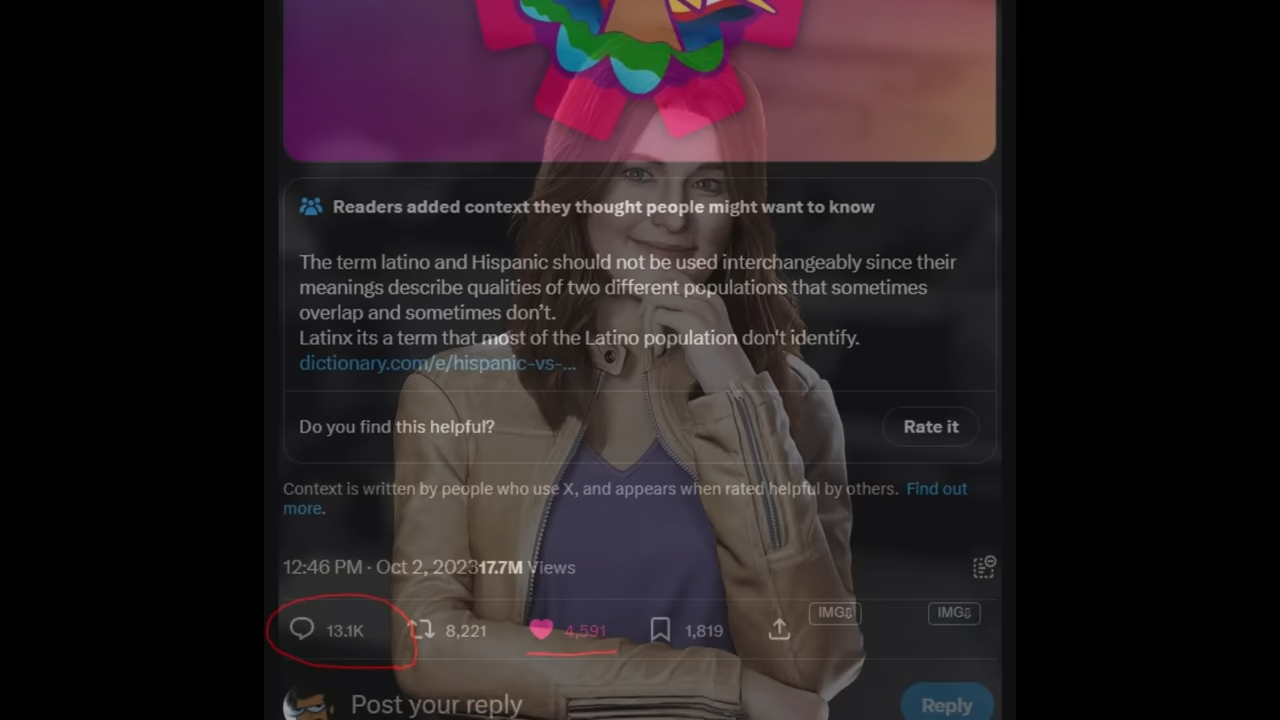 Readers added context they thought people might want to know
The term latino and Hispanic should not be used interchangeably since their
meanings describe qualities of two different populations that sometimes
overlap and sometimes don't.
Latinx its a term that most of the Latino population don't identify.
dictionary.com/e/hispanic-vs-...
Do you find this helpful?
Rate it
Context is written by people who use X, and appears when rated helpful by others. Find out
more.
12:46 PM · Oct 2, 202317.7M Views
IMG⇩ IMG⇩
13.1K 8,221 4,591 1,819
Post your reply
Reply